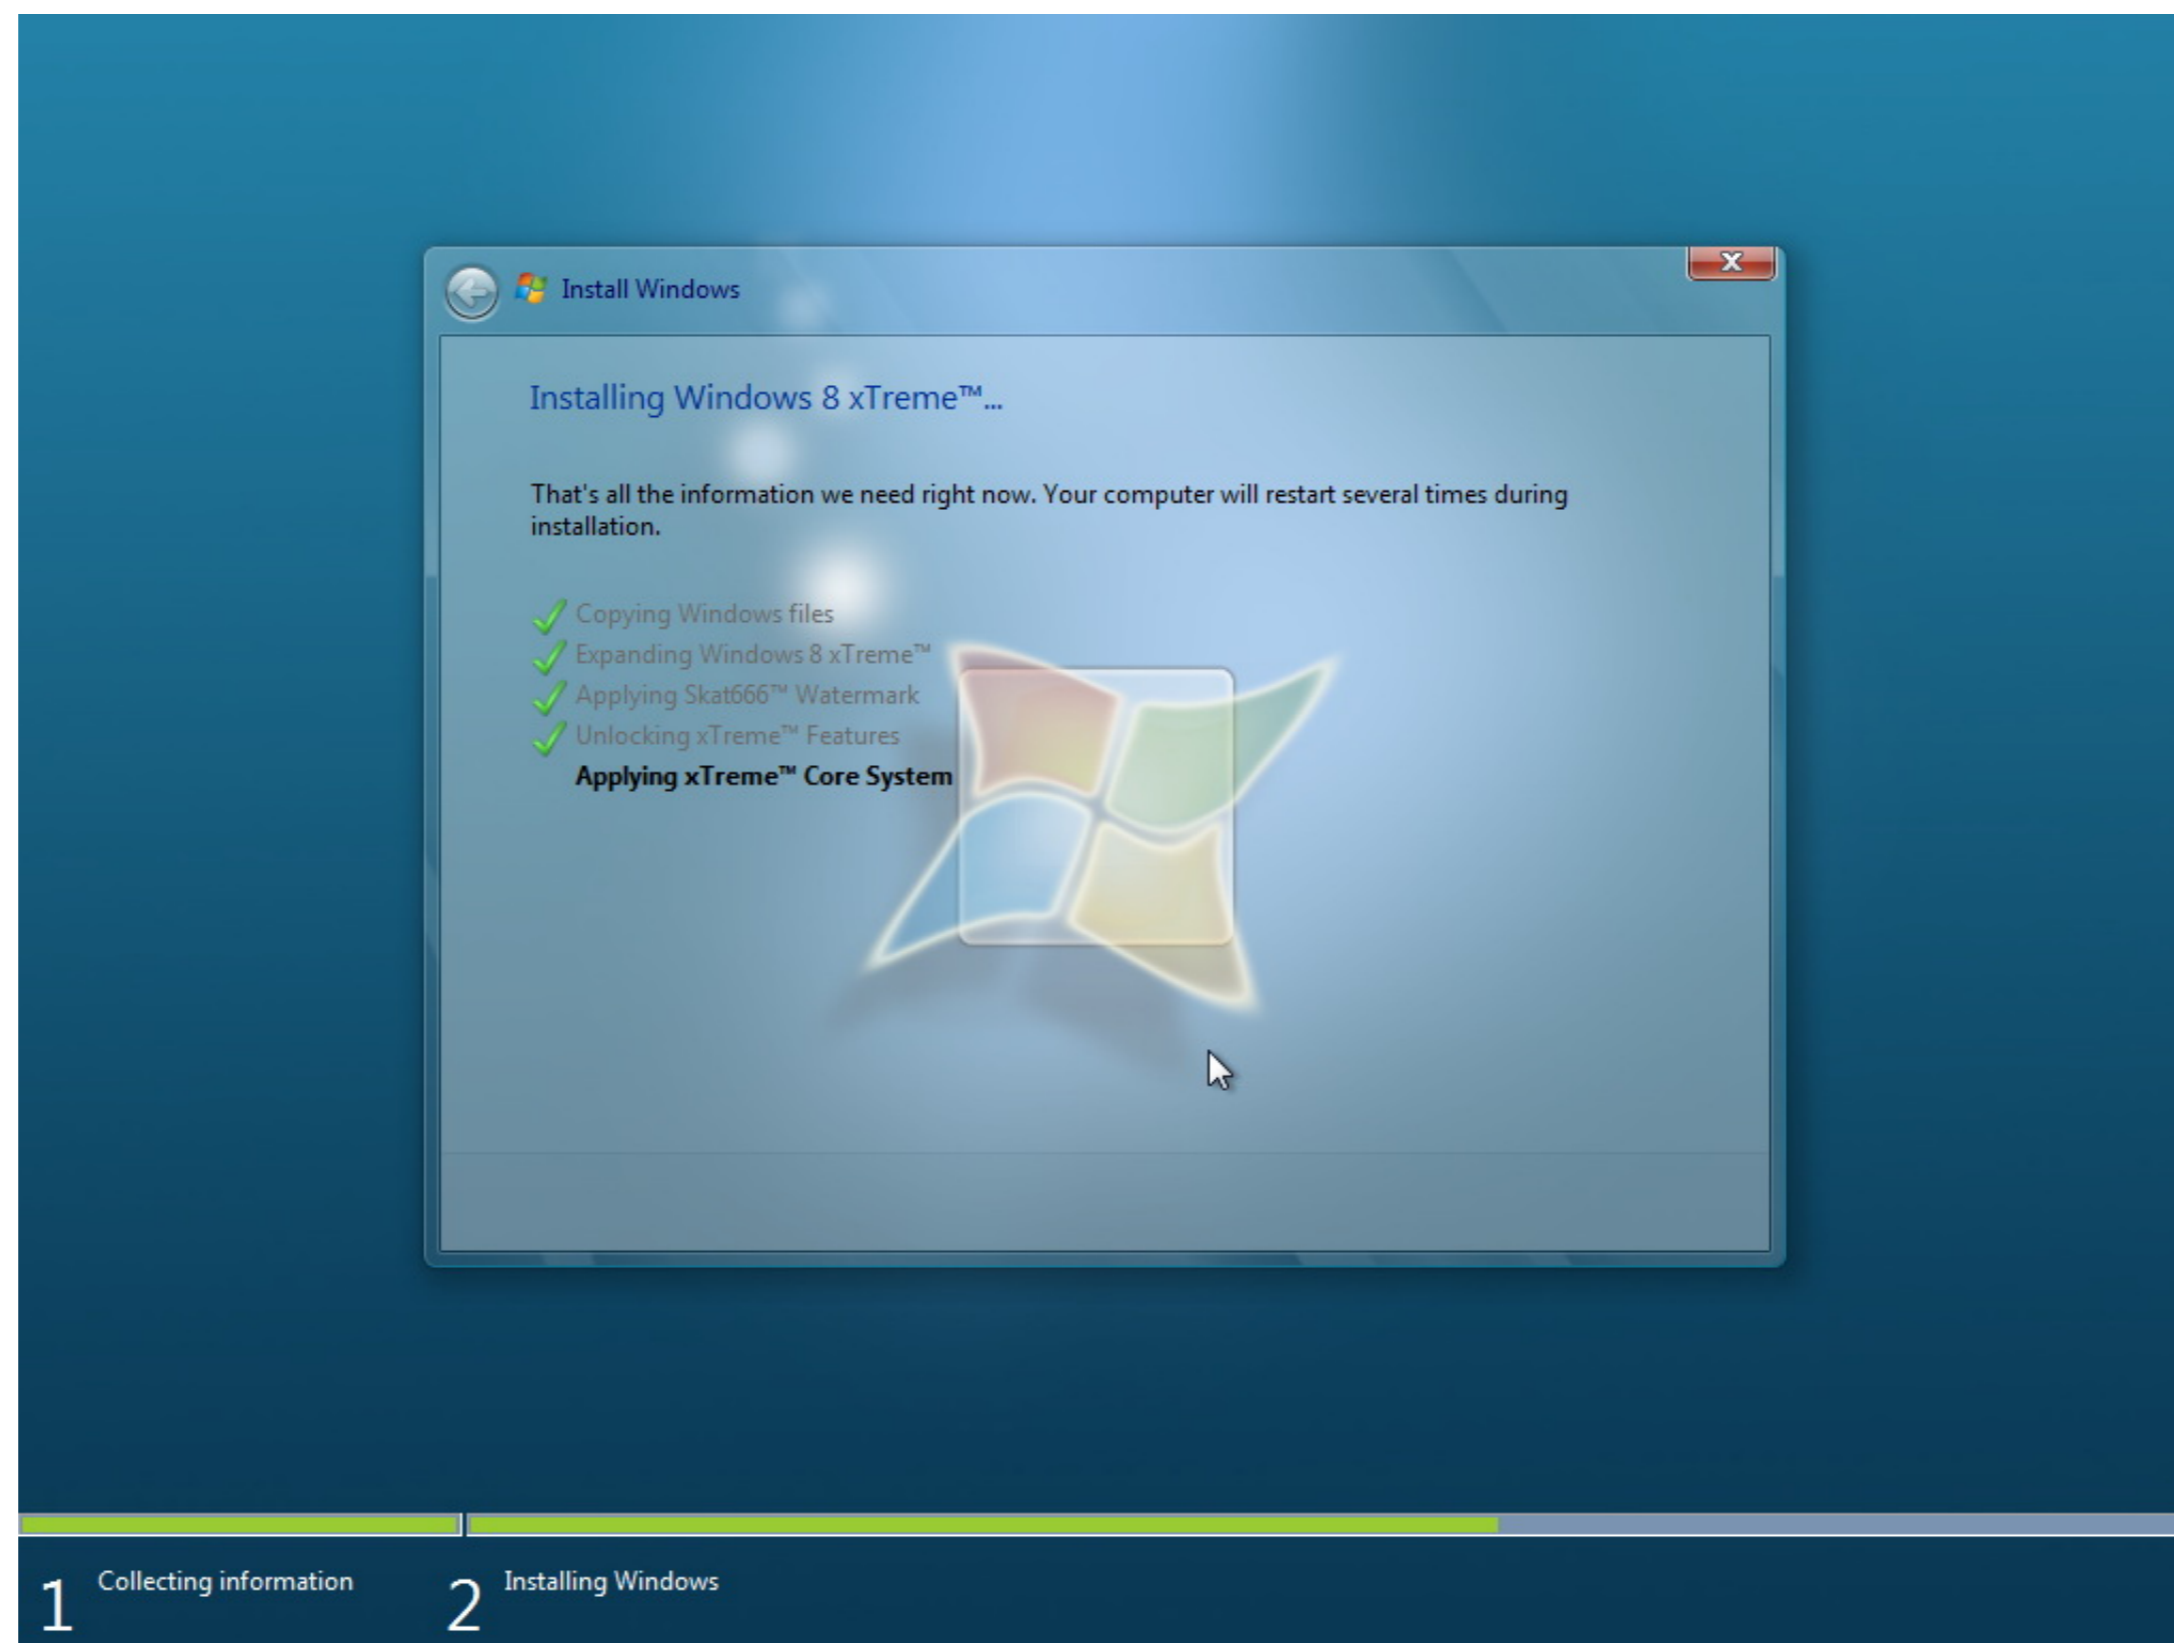 Install Windows
Installing Windows 8 xTreme™...
That's all the information we need right now. Your computer will restart several times during
installation.
Copying Windows files
Expanding Windows 8 xTreme™
Applying Skat666™ Watermark
Unlocking xTreme™ Features
Applying xTreme™ Core System
1 Collecting information
2 Installing Windows